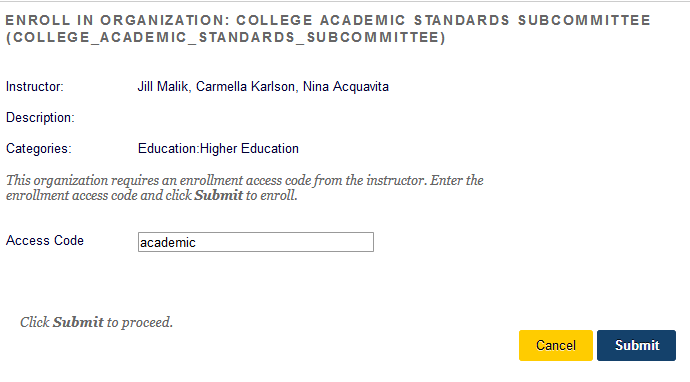 ENROLL IN ORGANIZATION: COLLEGE ACADEMIC STANDARDS SUBCOMMITTEE
(COLLEGE_ACADEMIC_STANDARDS_SUBCOMMITTEE)
Instructor: Jill Malik, Carmella Karlson, Nina Acquavita
Description:
Categories: Education:Higher Education
This organization requires an enrollment access code from the instructor. Enter the
enrollment access code and click Submit to enroll.
Access Code academic
Click Submit to proceed.
Cancel Submit